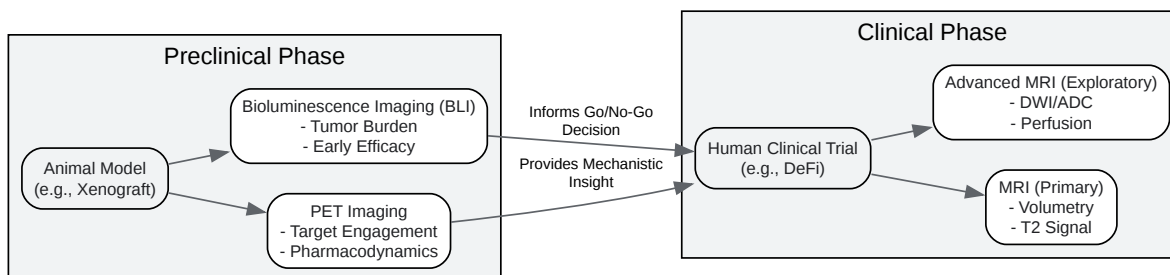 Preclinical Phase
Animal Model
(e.g., Xenograft)
Bioluminescence Imaging (BLI)
- Tumor Burden
- Early Efficacy
PET Imaging
- Target Engagement
- Pharmacodynamics
Informs Go/No-Go
Decision
Provides Mechanistic
Insight
Clinical Phase
Human Clinical Trial
(e.g., DeFi)
Advanced MRI (Exploratory)
- DWI/ADC
- Perfusion
MRI (Primary)
- Volumetry
- T2 Signal